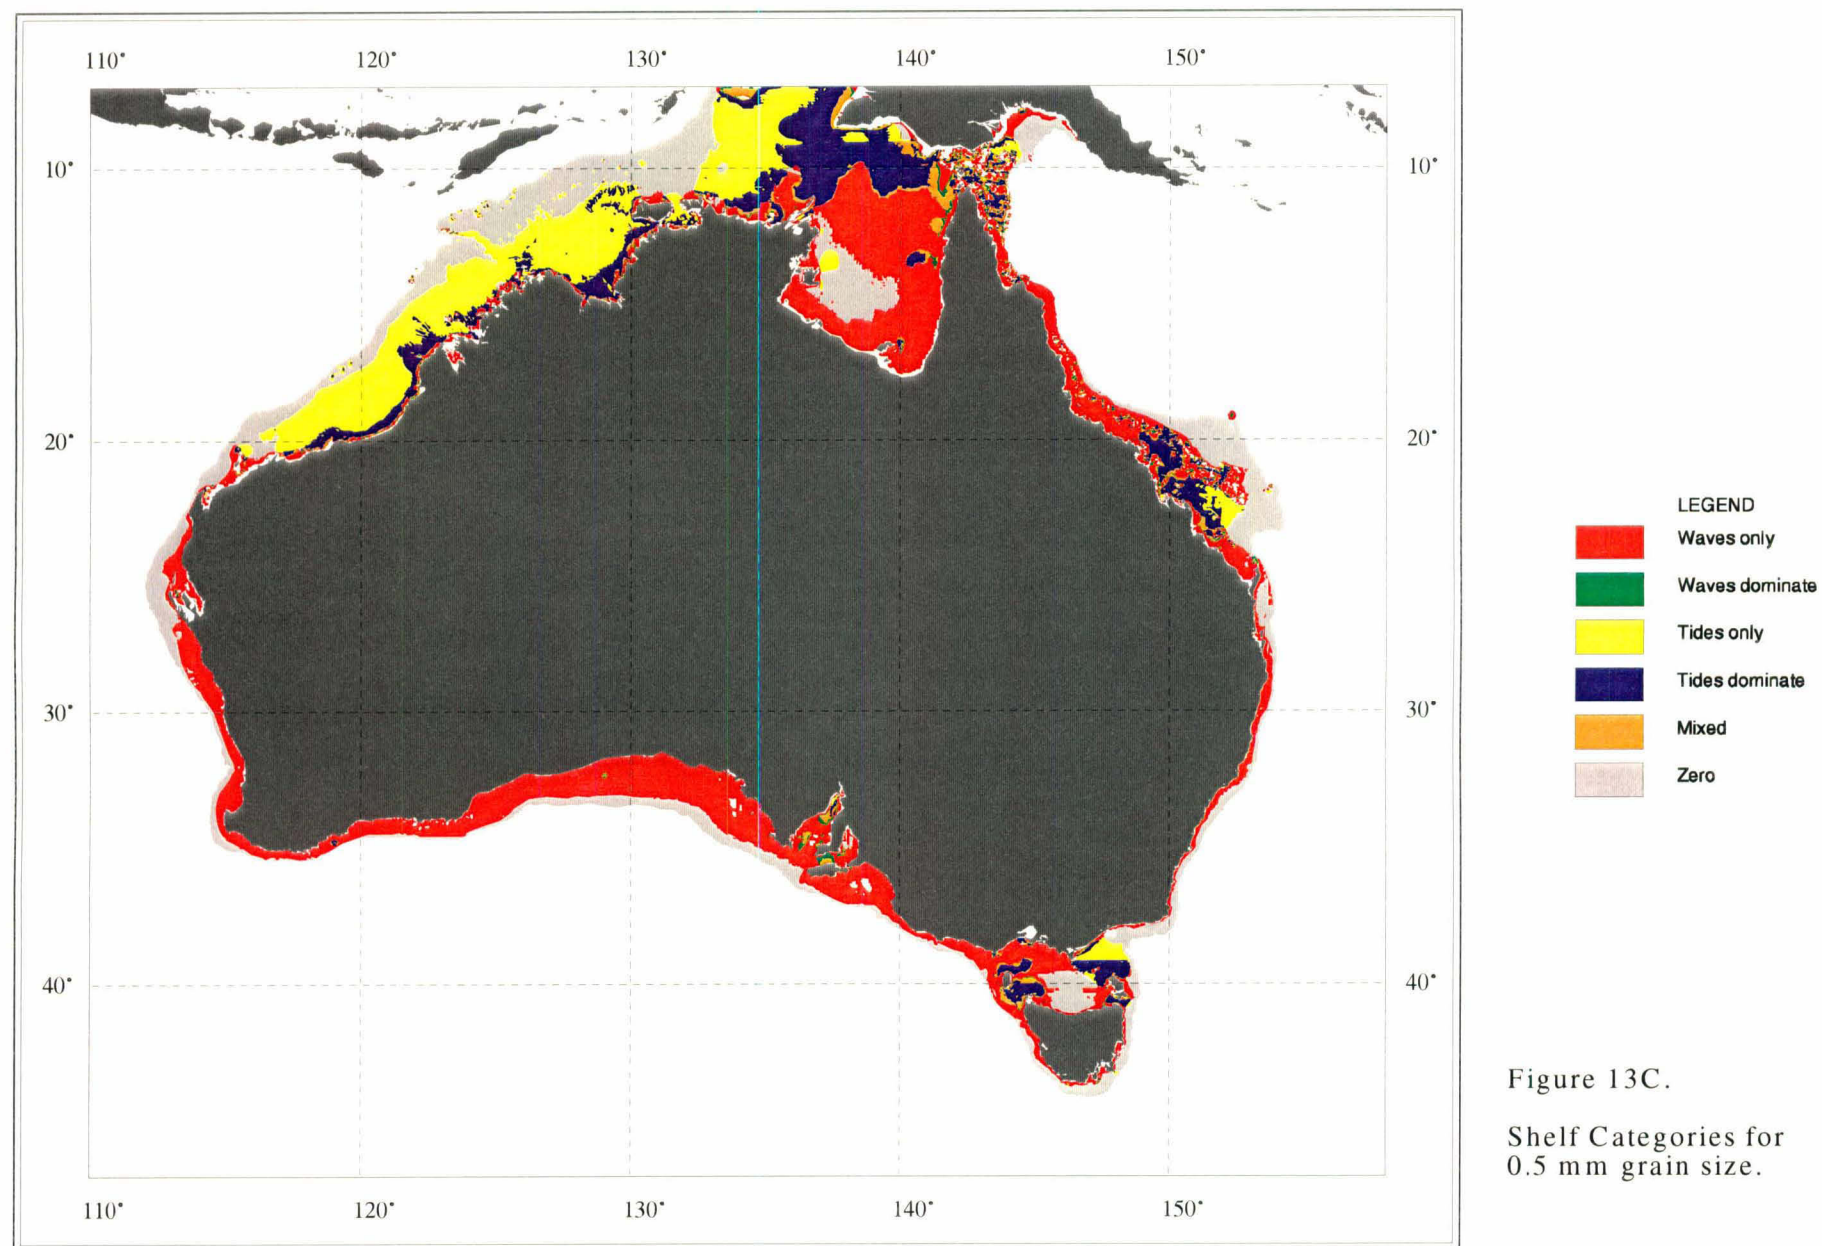 110°
120°
130°
140°
150°
10°
10°
20°
20°
30°
30°
40°
40°
110°
120°
130°
140°
150°
LEGEND
Waves only
Waves dominate
Tides only
Tides dominate
Mixed
Zero
Figure 13C.
Shelf Categories for
0.5 mm grain size.